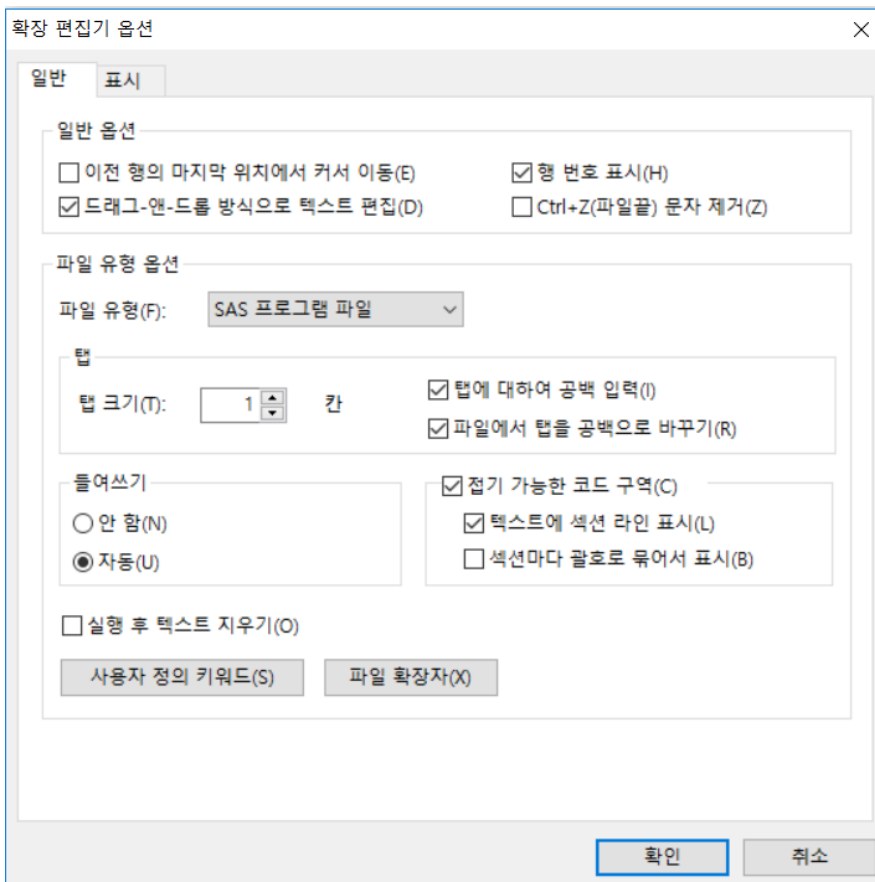 확장 편집기 옵션
일반 표시
일반 옵션
이전 행의 마지막 위치에서 커서 이동(E) 행 번호 표시(H)
드래그-앤-드롭 방식으로 텍스트 편집(D) Ctrl+Z(파일끝) 문자 제거(Z)
파일 유형 옵션
파일 유형(F): SAS 프로그램 파일
탭
탭 크기(T): 1 칸
탭에 대하여 공백 입력(I)
파일에서 탭을 공백으로 바꾸기(R)
들여쓰기
안 함(N)
자동(U)
접기 가능한 코드 구역(C)
텍스트에 섹션 라인 표시(L)
섹션마다 괄호로 묶어서 표시(B)
실행 후 텍스트 지우기(O)
사용자 정의 키워드(S) 파일 확장자(X)
확인 취소